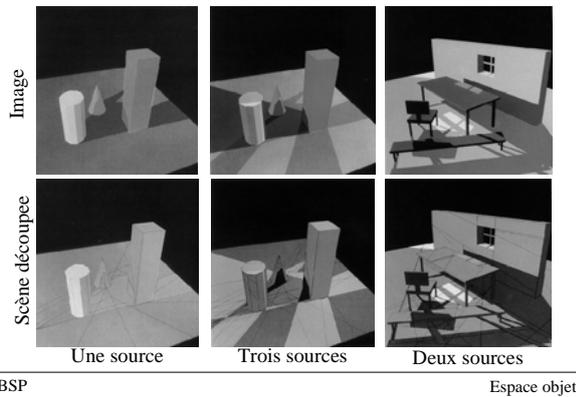 Image
Scène découpee
Une source
Trois sources
Deux sources
BSP
Espace objet